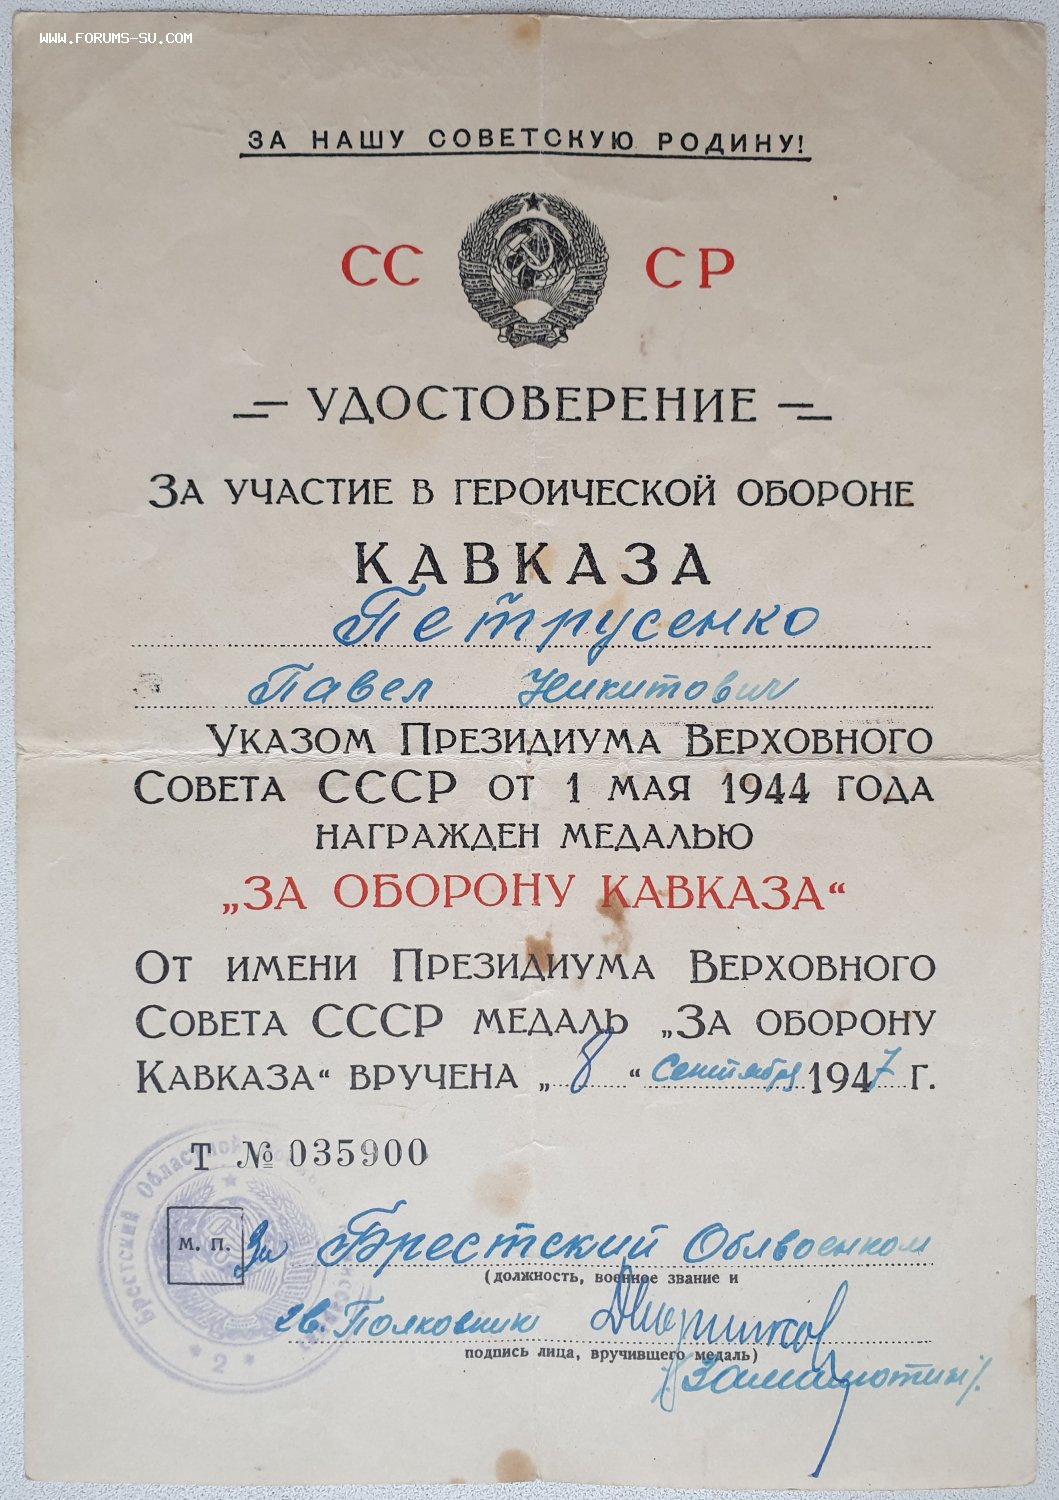 WWW.FORUMS-SU.COM
ЗА НАШУ СОВЕТСКУЮ РОДИНУ!
СС СР
УДОСТОВЕРЕНИЕ
ЗА УЧАСТИЕ В ГЕРОИЧЕСКОЙ ОБОРОНЕ
КАВКАЗА
Петрусенко
Павел Никитович
УКАЗОМ ПРЕЗИДИУМА ВЕРХОВНОГО
СОВЕТА СССР ОТ 1 МАЯ 1944 ГОДА
НАГРАЖДЕН МЕДАЛЬЮ
„ЗА ОБОРОНУ КАВКАЗА“
ОТ ИМЕНИ ПРЕЗИДИУМА ВЕРХОВНОГО
СОВЕТА СССР МЕДАЛЬ „ЗА ОБОРОНУ
КАВКАЗА“ ВРУЧЕНА „8“ Сентября 1947 Г.
Т № 035900
Брестский Областной
* 2 *
М. П.
За Брестский Облвоенком
(должность, военное звание и
гв. Полковник
подпись лица, вручившего медаль)